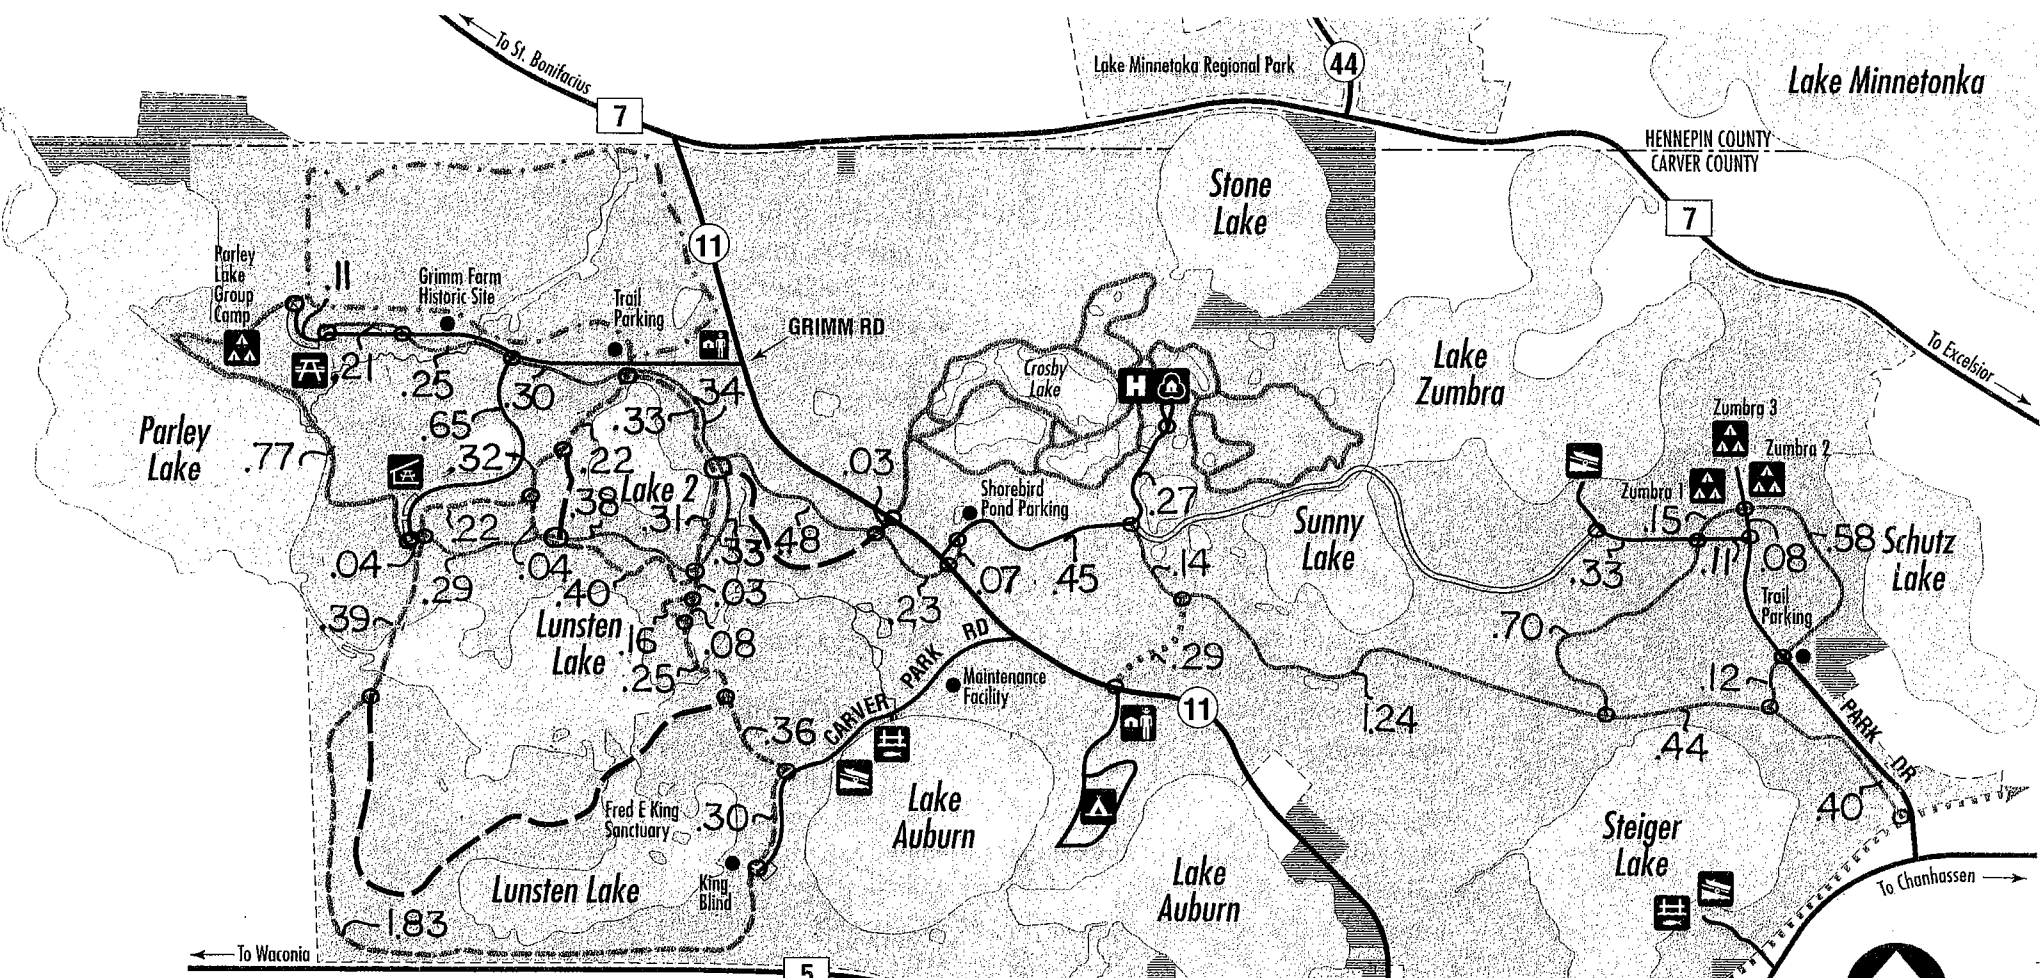 To St. Bonifacius
7
Lake Minnetoka Regional Park
44
Lake Minnetonka
HENNEPIN COUNTY
CARVER COUNTY
Stone
Lake
7
11
To Excelsior
Parley
Lake
Group
Camp
.11
Grimm Farm
Historic Site
Trail
Parking
GRIMM RD
.21
.25
.30
.34
.33
.65
.32
.22
.38
Lake 2
Parley
Lake
.77
Crosby
Lake
H
Lake
Zumbra
Zumbra 3
Zumbra 2
Zumbra 1
.03
Shorebird
Pond Parking
.27
Sunny
Lake
.15
.58
Schutz
Lake
.22
.31
.33
.48
.04
.29
.04
.40
.03
.07
.45
.14
.33
.11
.08
Trail
Parking
.39
Lunsten
Lake
.16
.08
.25
.23
.29
.70
.12
CARVER PARK RD
Maintenance
Facility
11
1.24
.44
PARK DR
.36
Lake
Auburn
.40
Fred E King
Sanctuary
.30
Steiger
Lake
Lunsten Lake
King
Blind
Lake
Auburn
To Chanhassen
1.83
To Waconia
5